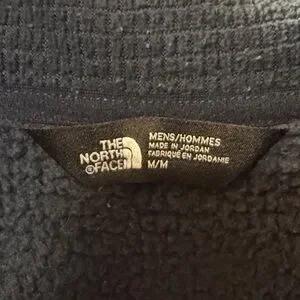 THE
NORTH
FACE
MENS/HOMMES
MADE IN JORDAN
FABRIQUÉ EN JORDANIE
M/M